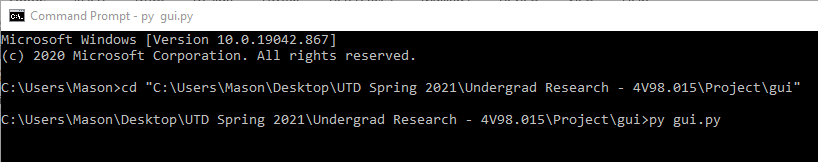 Command Prompt - py  gui.py
Microsoft Windows [Version 10.0.19042.867]
(c) 2020 Microsoft Corporation. All rights reserved.
C:\Users\Mason>cd "C:\Users\Mason\Desktop\UTD Spring 2021\Undergrad Research - 4V98.015\Project\gui"
C:\Users\Mason\Desktop\UTD Spring 2021\Undergrad Research - 4V98.015\Project\gui>py gui.py